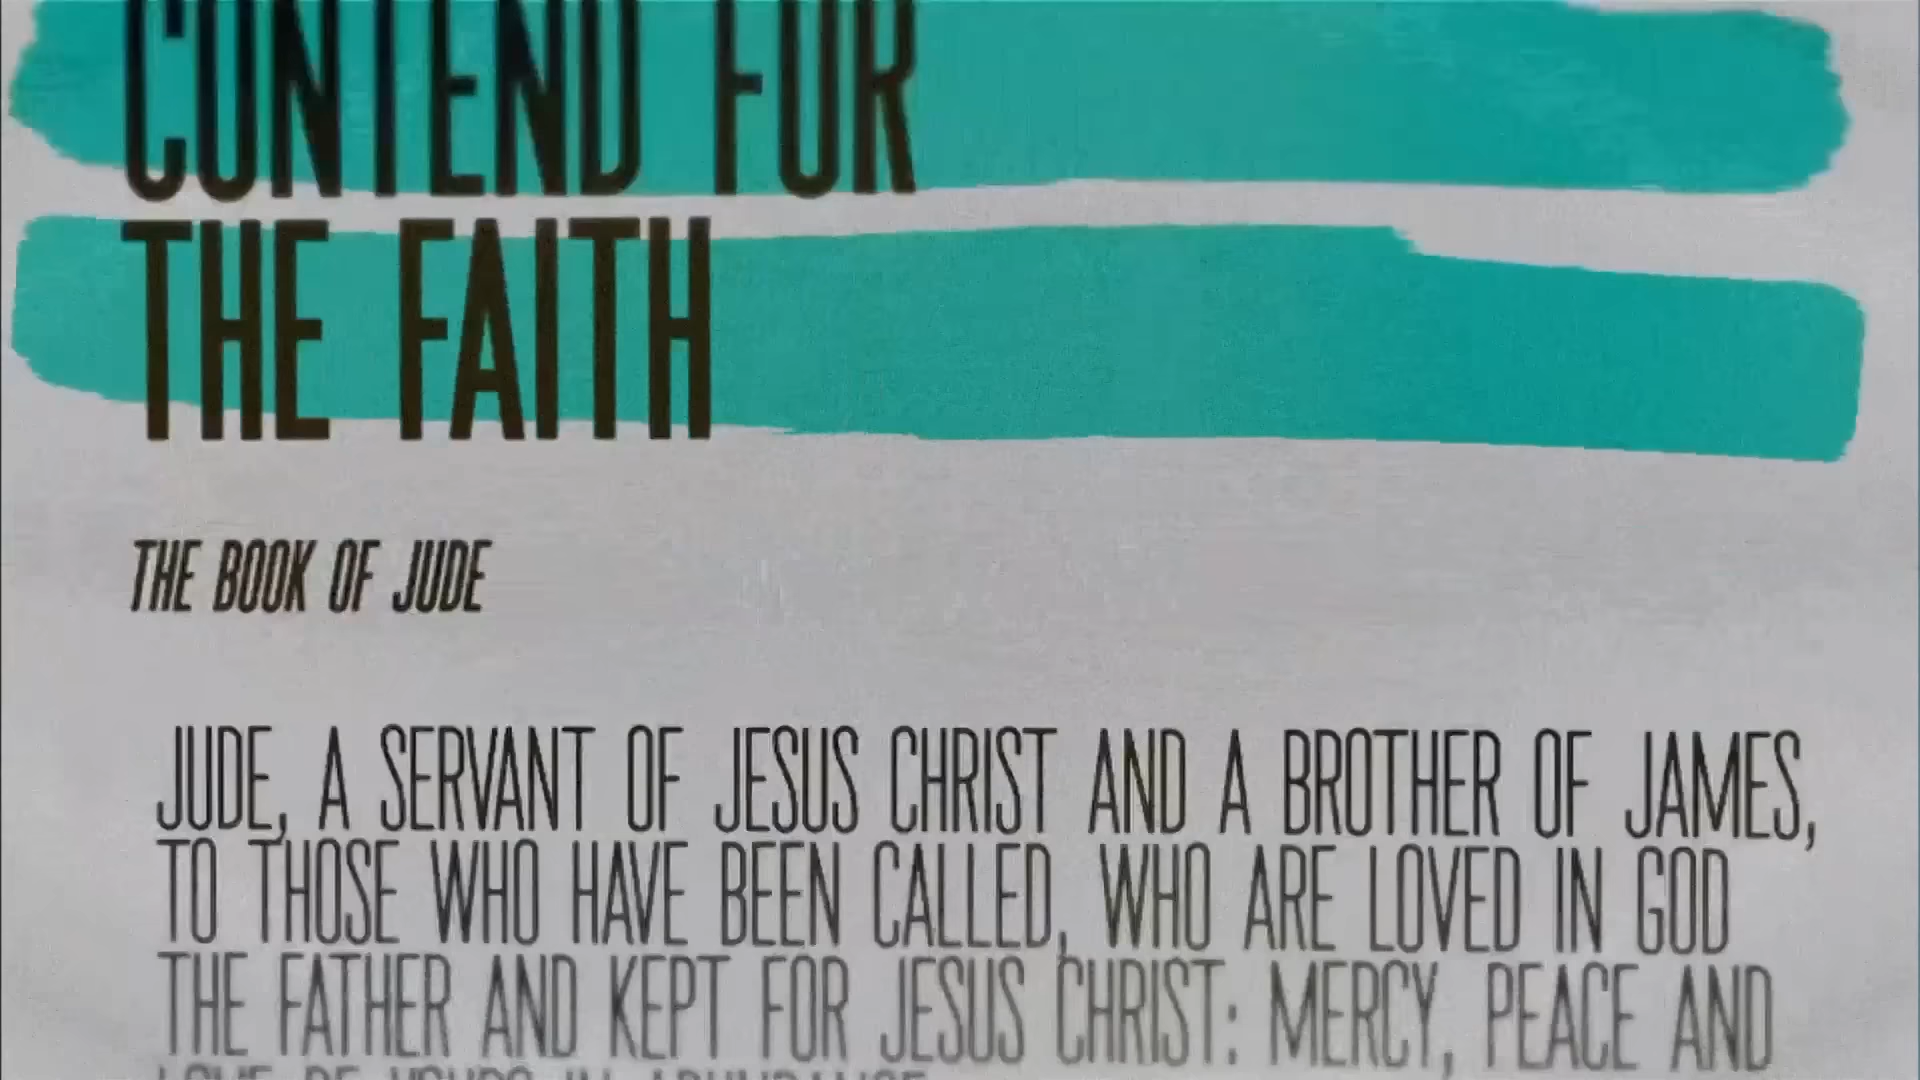 CONTEND FOR
THE FAITH
THE BOOK OF JUDE
JUDE, A SERVANT OF JESUS CHRIST AND A BROTHER OF JAMES,
TO THOSE WHO HAVE BEEN CALLED, WHO ARE LOVED IN GOD
THE FATHER AND KEPT FOR JESUS CHRIST: MERCY, PEACE AND